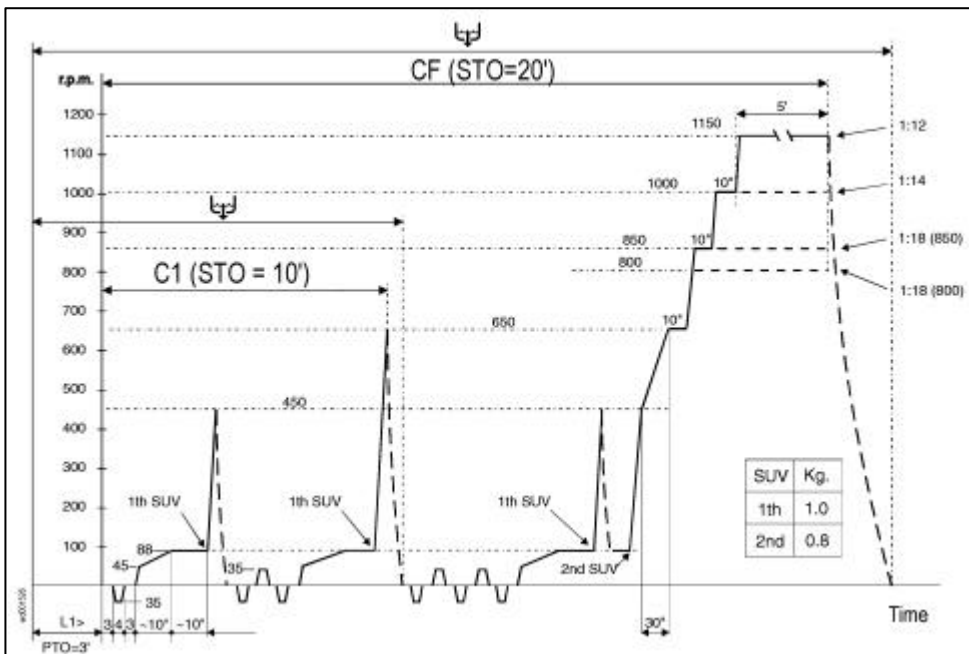 CF (STO=20')
r.p.m.
5'
1200
1150
1:12
1100
1000
10"
1:14
1000
900
850
10"
1:18 (850)
C1 (STO = 10')
800
800
1:18 (800)
700
650
10"
600
500
450
400
300
SUV Kg.
1th SUV
1th SUV
1th SUV
1th 1.0
200
2nd 0.8
100
88
45
35
2nd SUV
35
Time
L1>
3 4 3 ~10" ~10"
30"
PTO=3'